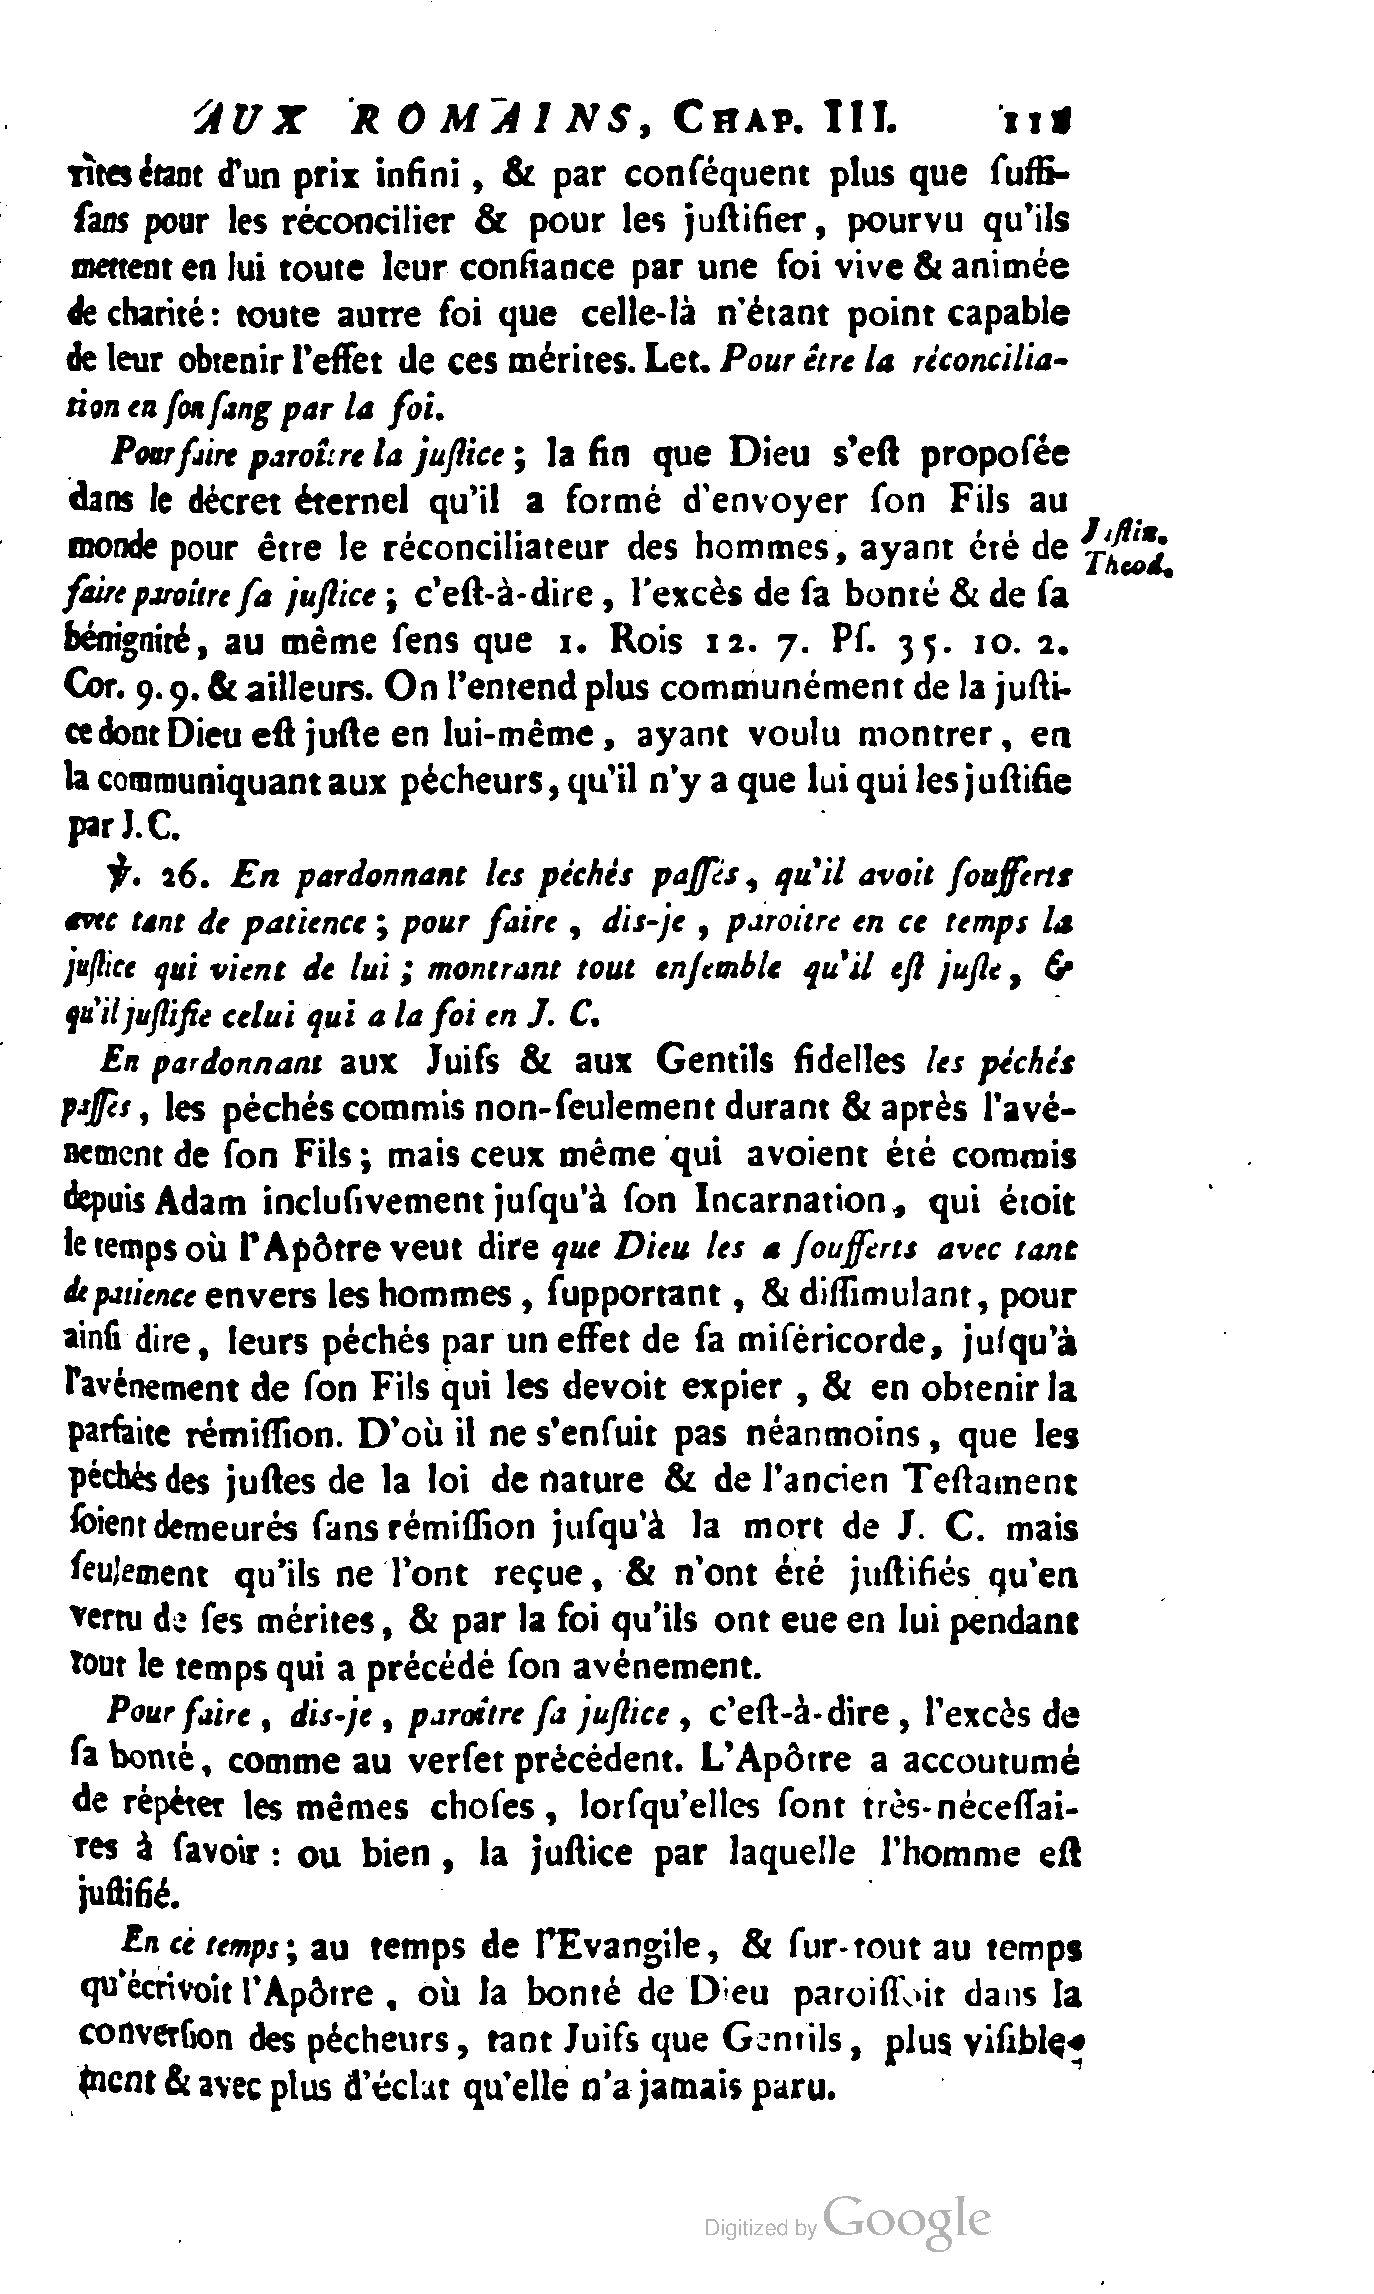 AUX ROMAINS, CHAP. III. 111
rites étant d'un prix infini, & par conſéquent plus que ſuffi-
ſans pour les réconcilier & pour les juſtifier, pourvu qu'ils
mettent en lui toute leur confiance par une foi vive & animée
de charité: toute autre foi que celle-là n'étant point capable
de leur obtenir l'effet de ces mérites. Let. Pour être la réconcilia-
tion en ſon ſang par la foi.
Pour faire paroître la juſtice; la fin que Dieu s'eſt propoſée
dans le décret éternel qu'il a formé d'envoyer ſon Fils au
monde pour être le réconciliateur des hommes, ayant été de
Juſtin.
Theod.
faire paroître ſa juſtice; c'eſt-à-dire, l'excès de ſa bonté & de ſa
bénignité, au même ſens que 1. Rois 12. 7. Pſ. 35. 10. 2.
Cor. 9. 9. & ailleurs. On l'entend plus communément de la juſti-
ce dont Dieu eſt juſte en lui-même, ayant voulu montrer, en
la communiquant aux pécheurs, qu'il n'y a que lui qui les juſtifie
par J. C.
℣. 26. En pardonnant les péchés paſſés, qu'il avoit ſoufferts
avec tant de patience; pour faire, dis-je, paroitre en ce temps la
juſtice qui vient de lui; montrant tout enſemble qu'il eſt juſte, &
qu'il juſtifie celui qui a la foi en J. C.
En pardonnant aux Juifs & aux Gentils fidelles les péchés
paſſés, les péchés commis non-ſeulement durant & après l'avé-
nement de ſon Fils; mais ceux même qui avoient été commis
depuis Adam incluſivement juſqu'à ſon Incarnation, qui étoit
le temps où l'Apôtre veut dire que Dieu les a ſoufferts avec tant
de patience envers les hommes, ſupportant, & diſſimulant, pour
ainſi dire, leurs péchés par un effet de ſa miſéricorde, juſqu'à
l'avénement de ſon Fils qui les devoit expier, & en obtenir la
parfaite rémiſſion. D'où il ne s'enſuit pas néanmoins, que les
péchés des juſtes de la loi de nature & de l'ancien Teſtament
ſoient demeurés ſans rémiſſion juſqu'à la mort de J. C. mais
ſeulement qu'ils ne l'ont reçue, & n'ont été juſtifiés qu'en
vertu de ſes mérites, & par la foi qu'ils ont eue en lui pendant
tout le temps qui a précédé ſon avénement.
Pour faire, dis-je, paroître ſa juſtice, c'eſt-à-dire, l'excès de
ſa bonté, comme au verſet précédent. L'Apôtre a accoutumé
de répéter les mêmes choſes, lorſqu'elles ſont très-néceſſai-
res à ſavoir: ou bien, la juſtice par laquelle l'homme eſt
juſtifié.
En ce temps; au temps de l'Evangile, & ſur-tout au temps
qu'écrivoit l'Apôtre, où la bonté de Dieu paroiſſoit dans la
converſion des pécheurs, tant Juifs que Gentils, plus viſible-
ment & avec plus d'éclat qu'elle n'a jamais paru.
Digitized by Google